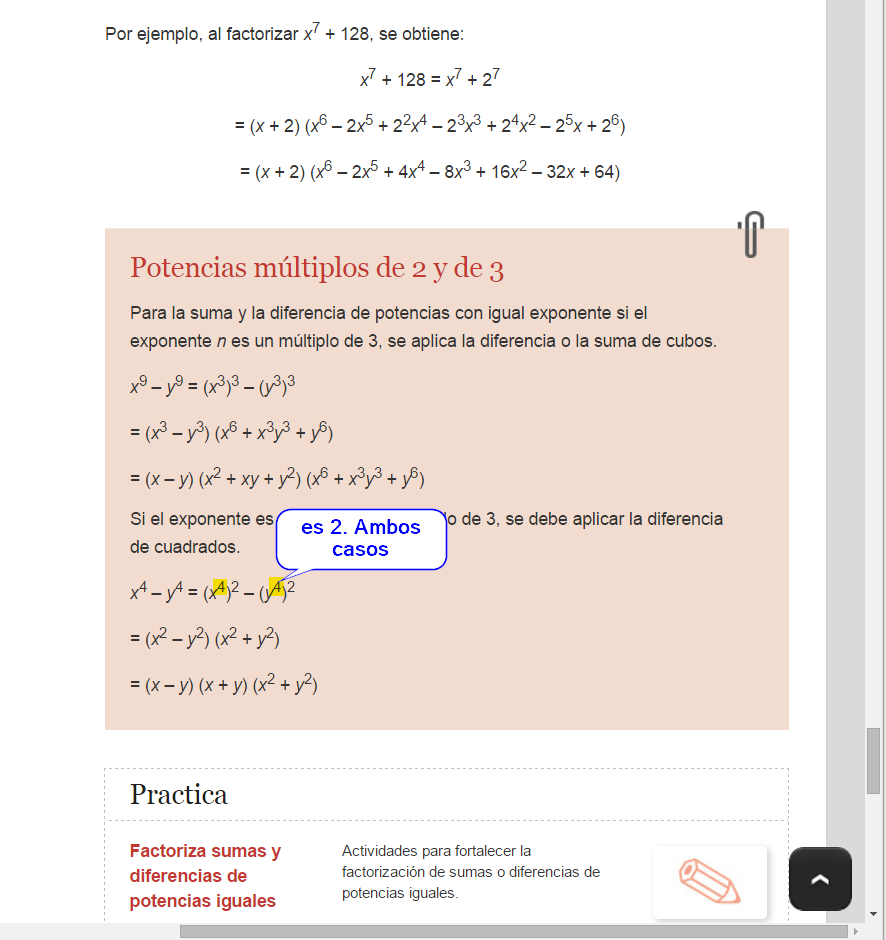 Por ejemplo, al factorizar x⁷ + 128, se obtiene:
x⁷ + 128 = x⁷ + 2⁷
= (x + 2) (x⁶ – 2x⁵ + 2²x⁴ – 2³x³ + 2⁴x² – 2⁵x + 2⁶)
= (x + 2) (x⁶ – 2x⁵ + 4x⁴ – 8x³ + 16x² – 32x + 64)
Potencias múltiplos de 2 y de 3
Para la suma y la diferencia de potencias con igual exponente si el
exponente n es un múltiplo de 3, se aplica la diferencia o la suma de cubos.
x⁹ – y⁹ = (x³)³ – (y³)³
= (x³ – y³) (x⁶ + x³y³ + y⁶)
= (x – y) (x² + xy + y²) (x⁶ + x³y³ + y⁶)
Si el exponente es o de 3, se debe aplicar la diferencia
de cuadrados.
es 2. Ambos
casos
x⁴ – y⁴ = (x⁴)² – (y⁴)²
= (x² – y²) (x² + y²)
= (x – y) (x + y) (x² + y²)
Practica
Factoriza sumas y
diferencias de
potencias iguales
Actividades para fortalecer la
factorización de sumas o diferencias de
potencias iguales.